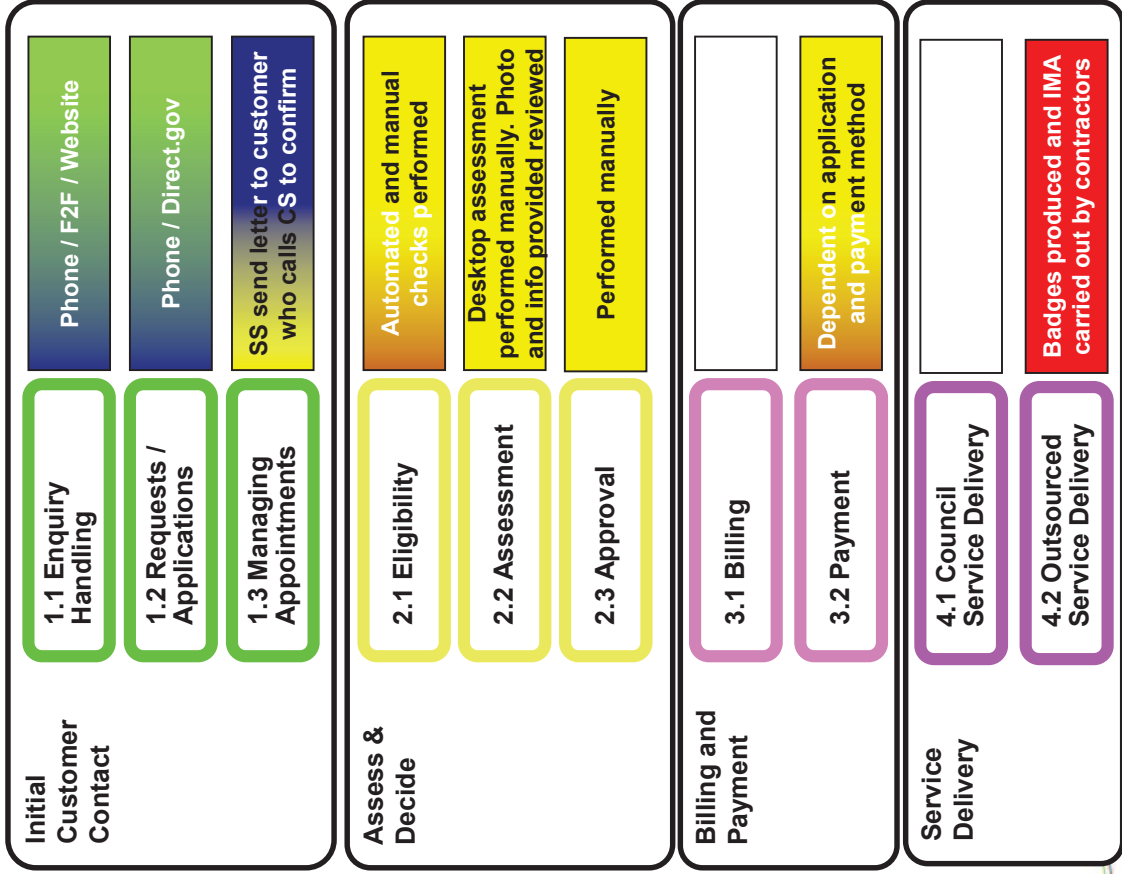 Initial
Customer
Contact
1.1 Enquiry
Handling
Phone / F2F / Website
1.2 Requests /
Applications
Phone / Direct.gov
1.3 Managing
Appointments
SS send letter to customer
who calls CS to confirm
Assess &
Decide
2.1 Eligibility
Automated and manual
checks performed
2.2 Assessment
Desktop assessment
performed manually. Photo
and info provided reviewed
2.3 Approval
Performed manually
Billing and
Payment
3.1 Billing
3.2 Payment
Dependent on application
and payment method
Service
Delivery
4.1 Council
Service Delivery
4.2 Outsourced
Service Delivery
Badges produced and IMA
carried out by contractors